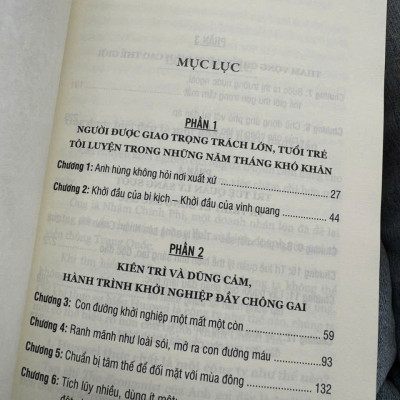 MỤC LỤC
PHẦN 1
NGƯỜI ĐƯỢC GIAO TRỌNG TRÁCH LỚN, TUỔI TRẺ
TÔI LUYỆN TRONG NHỮNG NĂM THÁNG KHÓ KHĂN
Chương 1: Anh hùng không hỏi nơi xuất xứ ........ 27
Chương 2: Khởi đầu của bi kịch – Khởi đầu của vinh quang ........ 44
PHẦN 2
KIÊN TRÌ VÀ DŨNG CẢM,
HÀNH TRÌNH KHỞI NGHIỆP ĐẦY CHÔNG GAI
Chương 3: Con đường khởi nghiệp một mất một còn ........ 59
Chương 4: Ranh mãnh như loài sói, mở ra con đường máu ........ 93
Chương 5: Chuẩn bị tâm thế để đối mặt với mùa đông ........ 132
Chương 6: Tích lũy nhiều, dùng ít một